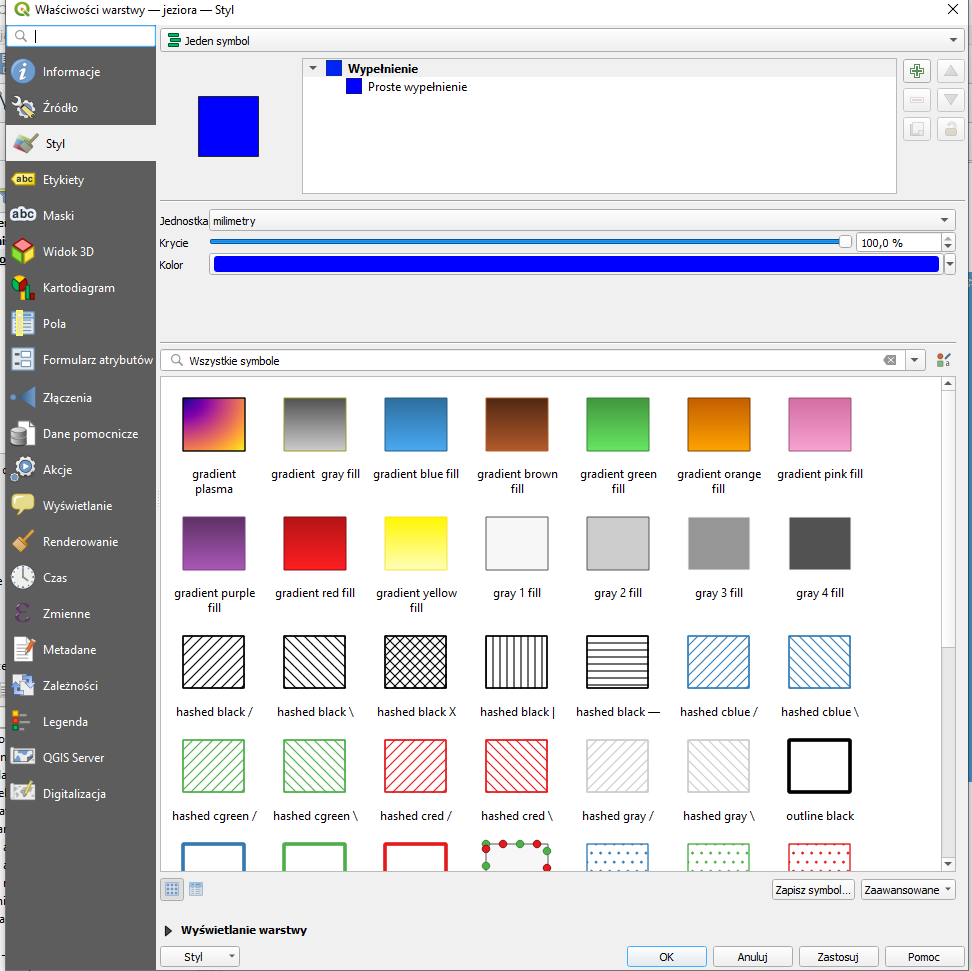 Właściwości warstwy — jeziora — Styl
Informacje
Źródło
Styl
abc Etykiety
abc Maski
Widok 3D
Kartodiagram
Pola
Formularz atrybutów
Złączenia
Dane pomocnicze
Akcje
Wyświetlanie
Renderowanie
Czas
Zmienne
Metadane
Zależności
Legenda
QGIS Server
Digitalizacja
Jeden symbol
Wypełnienie
Proste wypełnienie
Jednostka milimetry
Krycie 100,0 %
Kolor
Wszystkie symbole
gradient plasma
gradient gray fill
gradient blue fill
gradient brown fill
gradient green fill
gradient orange fill
gradient pink fill
gradient purple fill
gradient red fill
gradient yellow fill
gray 1 fill
gray 2 fill
gray 3 fill
gray 4 fill
hashed black /
hashed black \
hashed black X
hashed black |
hashed black —
hashed cblue /
hashed cblue \
hashed cgreen /
hashed cgreen \
hashed cred /
hashed cred \
hashed gray /
hashed gray \
outline black
Zapisz symbol...
Zaawansowane
Wyświetlanie warstwy
Styl
OK
Anuluj
Zastosuj
Pomoc